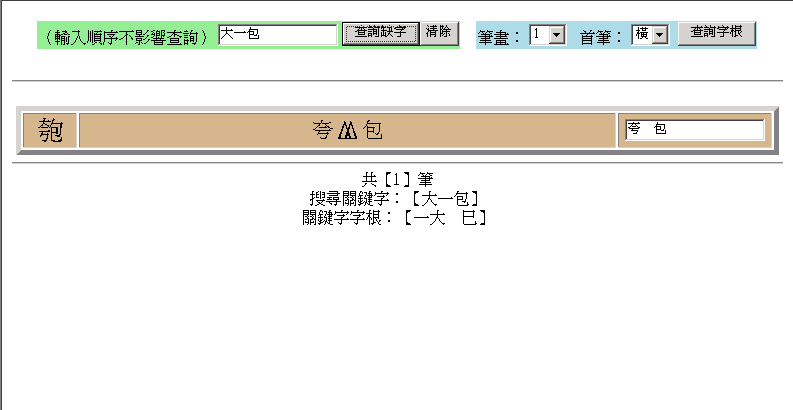 （輸入順序不影響查詢） 大一包 查詢缺字 清除 筆畫： 1 首筆： 橫 查詢字根
匏 夸 包 夸　包
共【1】筆
搜尋關鍵字：【大一包】
關鍵字字根：【一大　巳】